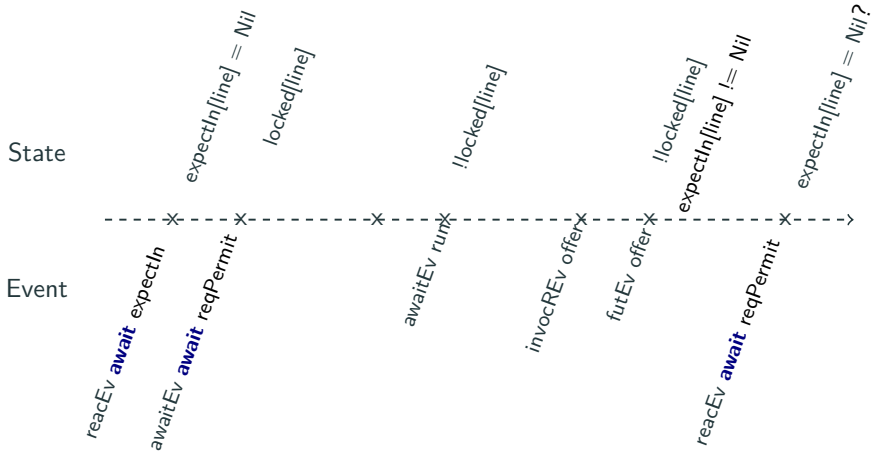 State
expectIn[line] = Nil
locked[line]
!locked[line]
!locked[line]
expectIn[line] != Nil
expectIn[line] = Nil?
Event
reacEv await expectIn
awaitEv await reqPermit
awaitEv run
invocREv offer
futEv offer
reacEv await reqPermit